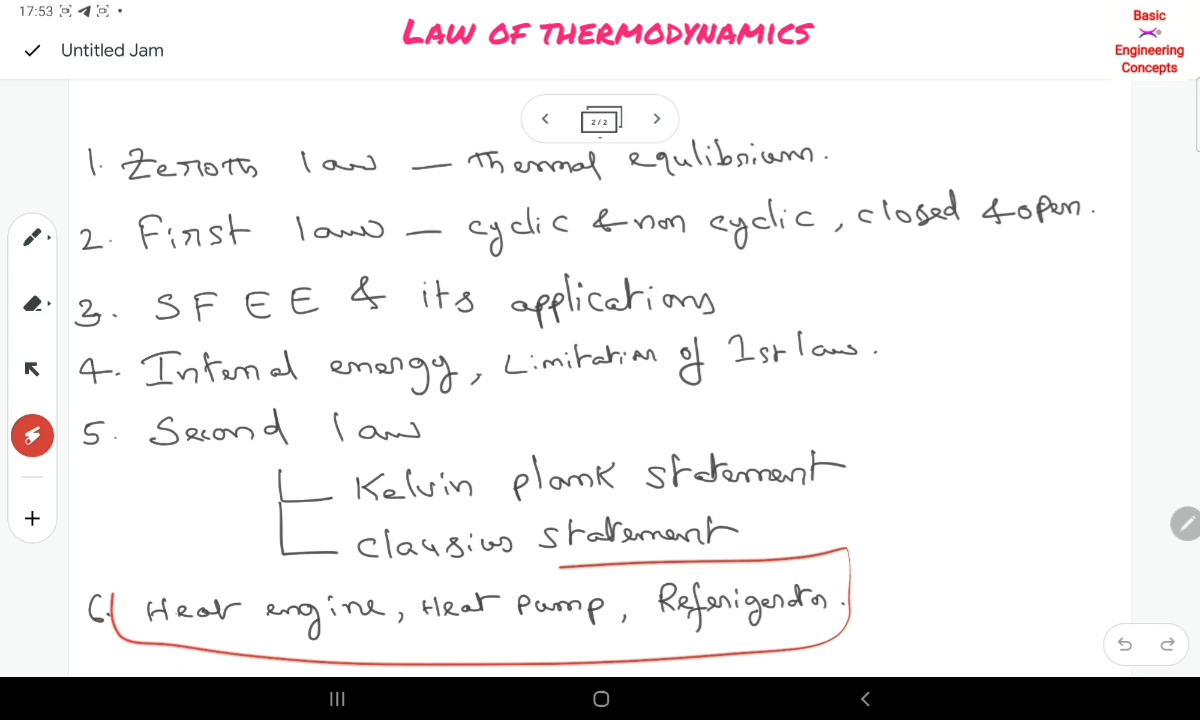 17:53
LAW OF THERMODYNAMICS
Basic
Engineering
Concepts
Untitled Jam
2 / 2
1. Zeroth law — thermal equlibrium.
2. First law — cyclic & non cyclic, closed & open.
3. SFEE & its applications
4. Internal energy, Limitation of 1st law.
5. Second law
Kelvin plank statement
clausius statement
6. Heat engine, Heat Pump, Referigerator.